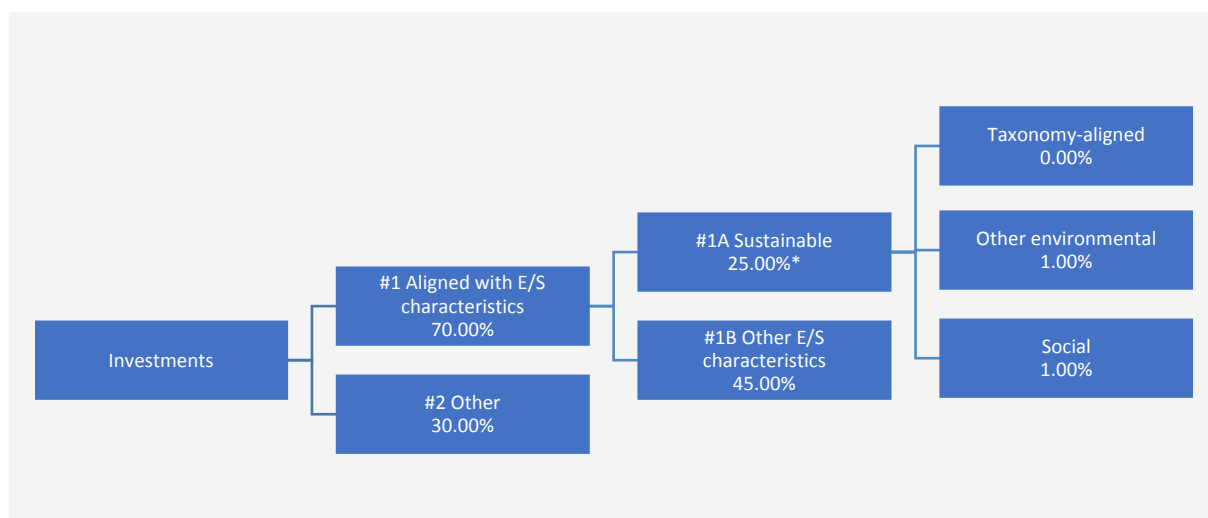 Investments
#1 Aligned with E/S
characteristics
70.00%
#2 Other
30.00%
#1A Sustainable
25.00%*
#1B Other E/S
characteristics
45.00%
Taxonomy-aligned
0.00%
Other environmental
1.00%
Social
1.00%